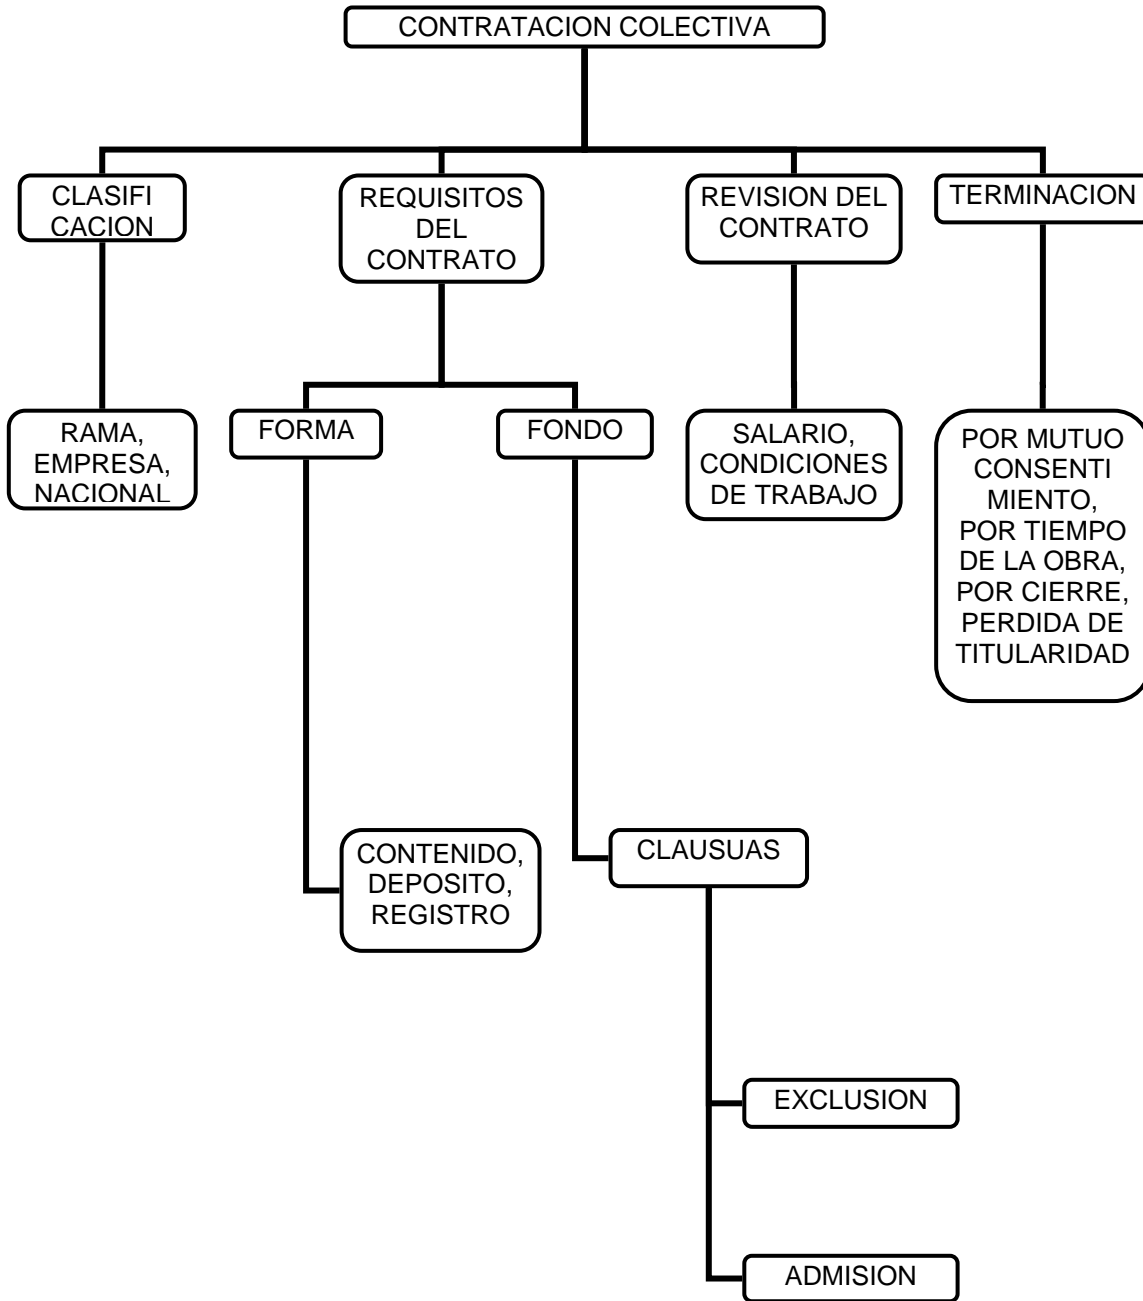 CONTRATACION COLECTIVA
CLASIFI
CACION
REQUISITOS
DEL
CONTRATO
REVISION DEL
CONTRATO
TERMINACION
RAMA,
EMPRESA,
NACIONAL
FORMA
FONDO
SALARIO,
CONDICIONES
DE TRABAJO
POR MUTUO
CONSENTI
MIENTO,
POR TIEMPO
DE LA OBRA,
POR CIERRE,
PERDIDA DE
TITULARIDAD
CONTENIDO,
DEPOSITO,
REGISTRO
CLAUSUAS
EXCLUSION
ADMISION